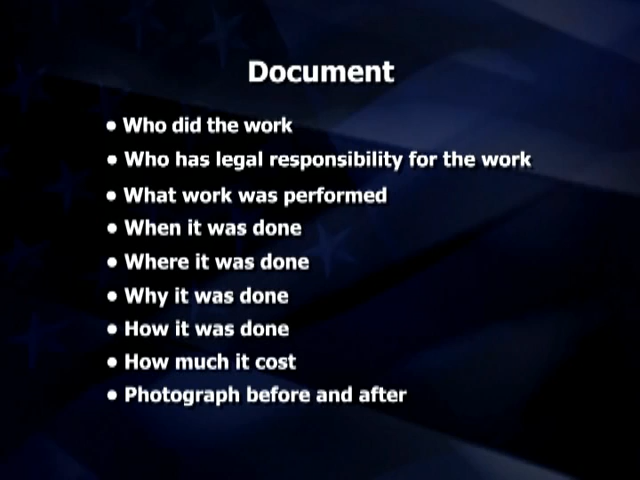 Document
• Who did the work
• Who has legal responsibility for the work
• What work was performed
• When it was done
• Where it was done
• Why it was done
• How it was done
• How much it cost
• Photograph before and after